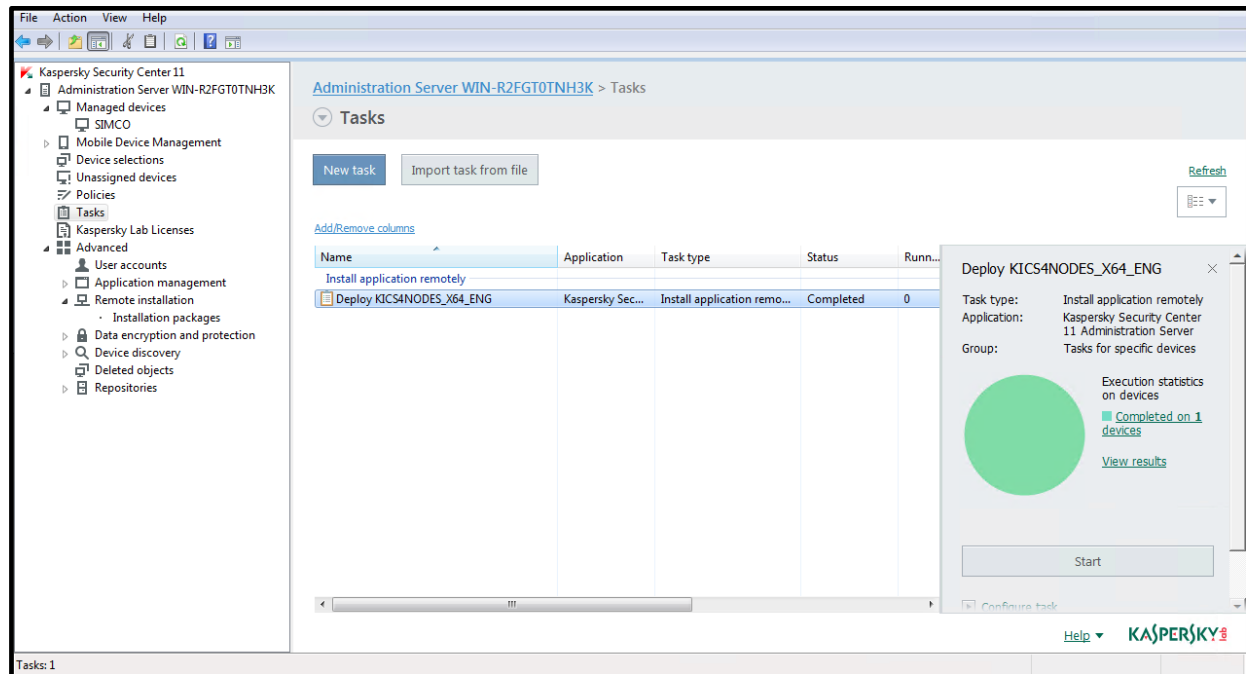 File Action View Help
Kaspersky Security Center 11
Administration Server WIN-R2FGT0TNH3K
Managed devices
SIMCO
Mobile Device Management
Device selections
Unassigned devices
Policies
Tasks
Kaspersky Lab Licenses
Advanced
User accounts
Application management
Remote installation
Installation packages
Data encryption and protection
Device discovery
Deleted objects
Repositories
Administration Server WIN-R2FGT0TNH3K > Tasks
Tasks
New task Import task from file
Refresh
Add/Remove columns
Name Application Task type Status Runn...
Install application remotely
Deploy KICS4NODES_X64_ENG Kaspersky Sec... Install application remo... Completed 0
Deploy KICS4NODES_X64_ENG
Task type: Install application remotely
Application: Kaspersky Security Center
11 Administration Server
Group: Tasks for specific devices
Execution statistics
on devices
Completed on 1
devices
View results
Start
Configure task
Help
KASPERSKY lab
Tasks: 1